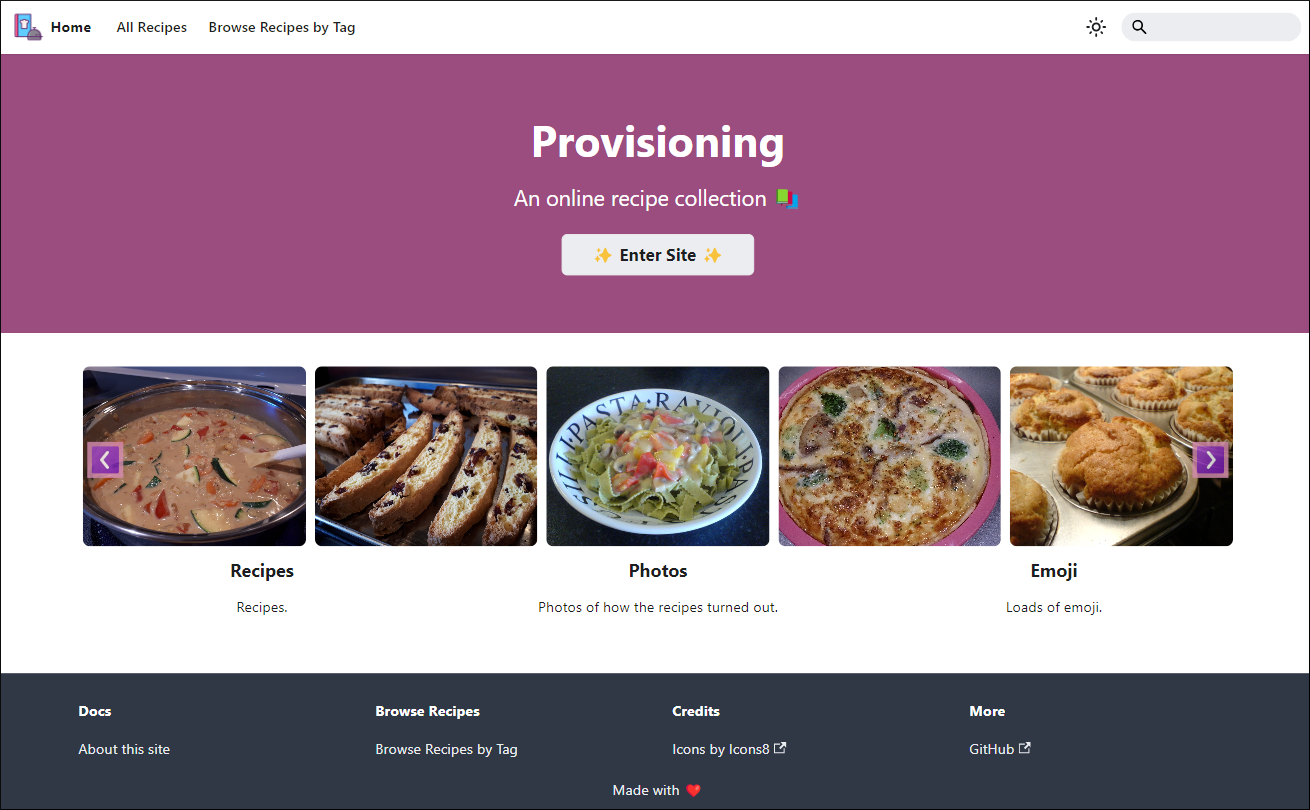 Home All Recipes Browse Recipes by Tag
Provisioning
An online recipe collection
✨ Enter Site ✨
PASTA·RAVIOLI·PAS
SILLI
Recipes
Photos
Emoji
Recipes.
Photos of how the recipes turned out.
Loads of emoji.
Docs
Browse Recipes
Credits
More
About this site
Browse Recipes by Tag
Icons by Icons8
GitHub
Made with ❤️